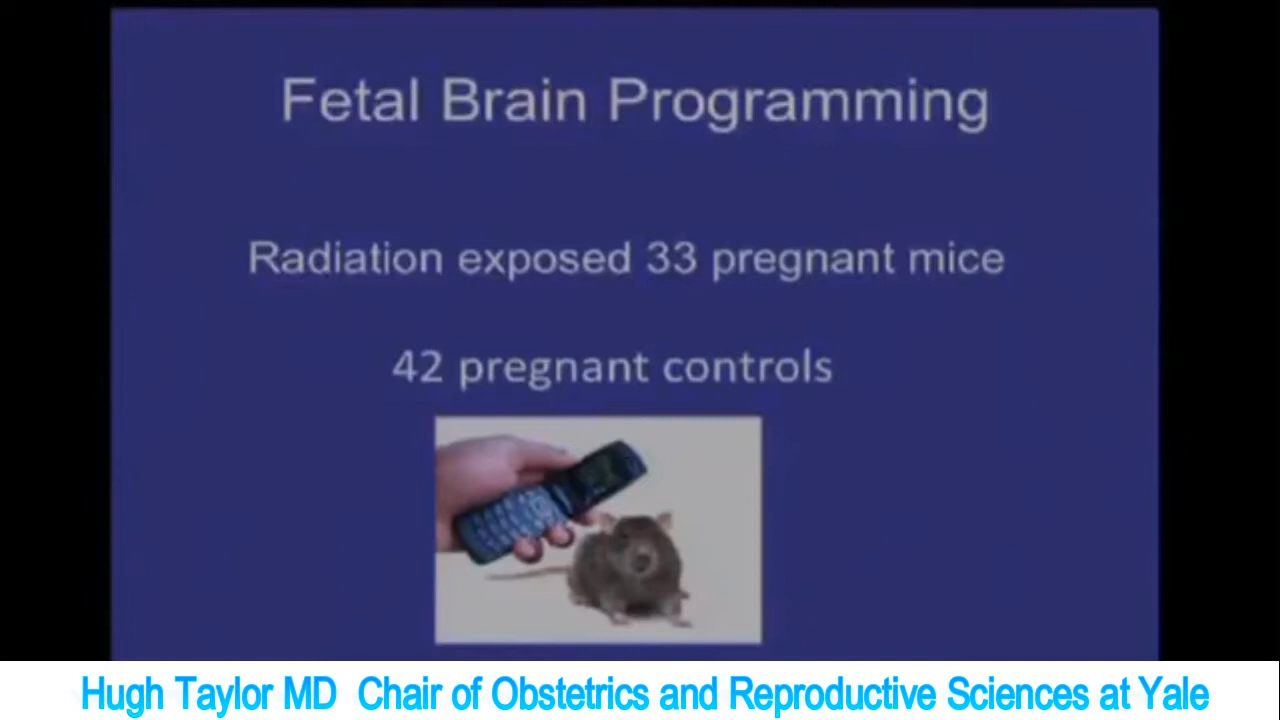 Fetal Brain Programming
Radiation exposed 33 pregnant mice
42 pregnant controls
Hugh Taylor MD Chair of Obstetrics and Reproductive Sciences at Yale